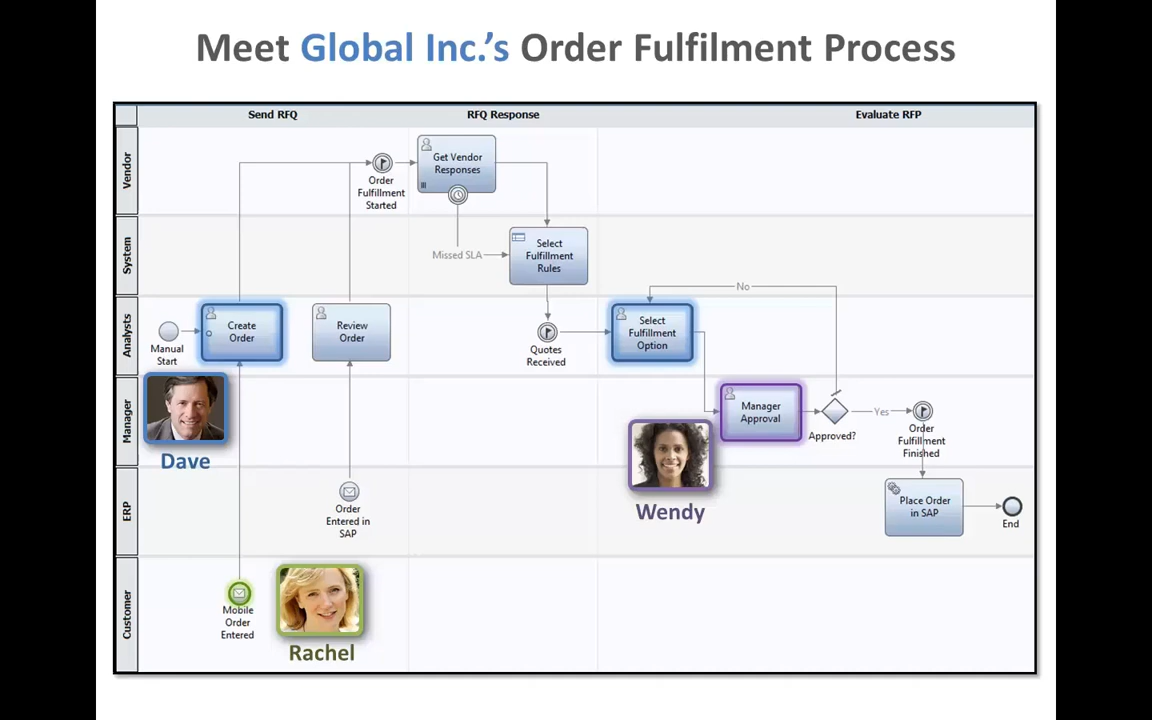 Meet Global Inc.'s Order Fulfilment Process
Send RFQ
RFQ Response
Evaluate RFP
Vendor
Order
Fulfillment
Started
Get Vendor
Responses
System
Missed SLA
Select
Fulfillment
Rules
Analysts
Manual
Start
Create
Order
Review
Order
Quotes
Received
Select
Fulfillment
Option
No
Manager
Dave
Wendy
Manager
Approval
Approved?
Yes
Order
Fulfillment
Finished
ERP
Order
Entered in
SAP
Place Order
in SAP
End
Customer
Mobile
Order
Entered
Rachel